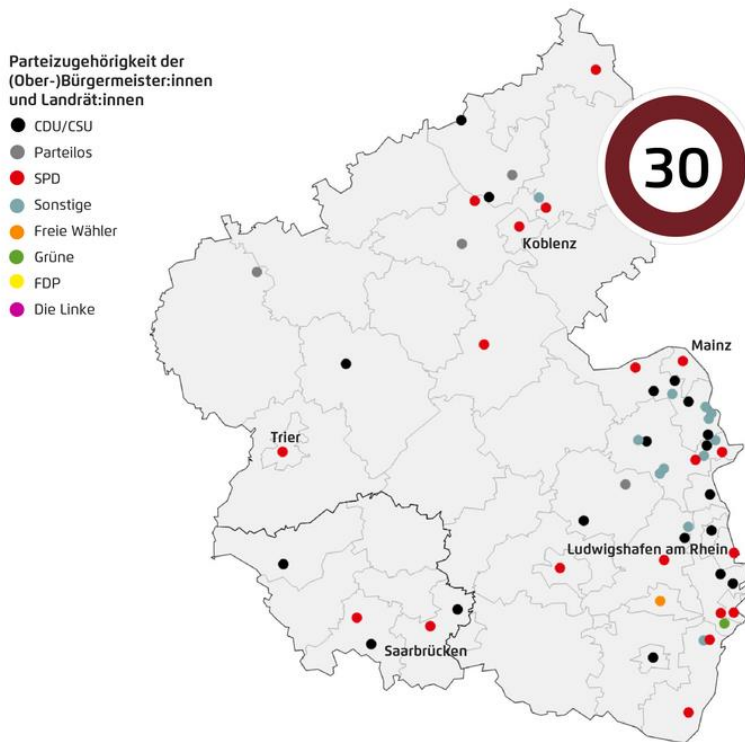 Parteizugehörigkeit der
(Ober-)Bürgermeister:innen
und Landrät:innen
CDU/CSU
Parteilos
SPD
Sonstige
Freie Wähler
Grüne
FDP
Die Linke
30
Koblenz
Mainz
Trier
Ludwigshafen am Rhein
Saarbrücken